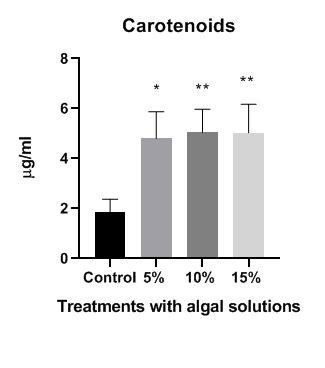 Carotenoids
8
6
4
2
0
µg/ml
* ** **
Control 5% 10% 15%
Treatments with algal solutions